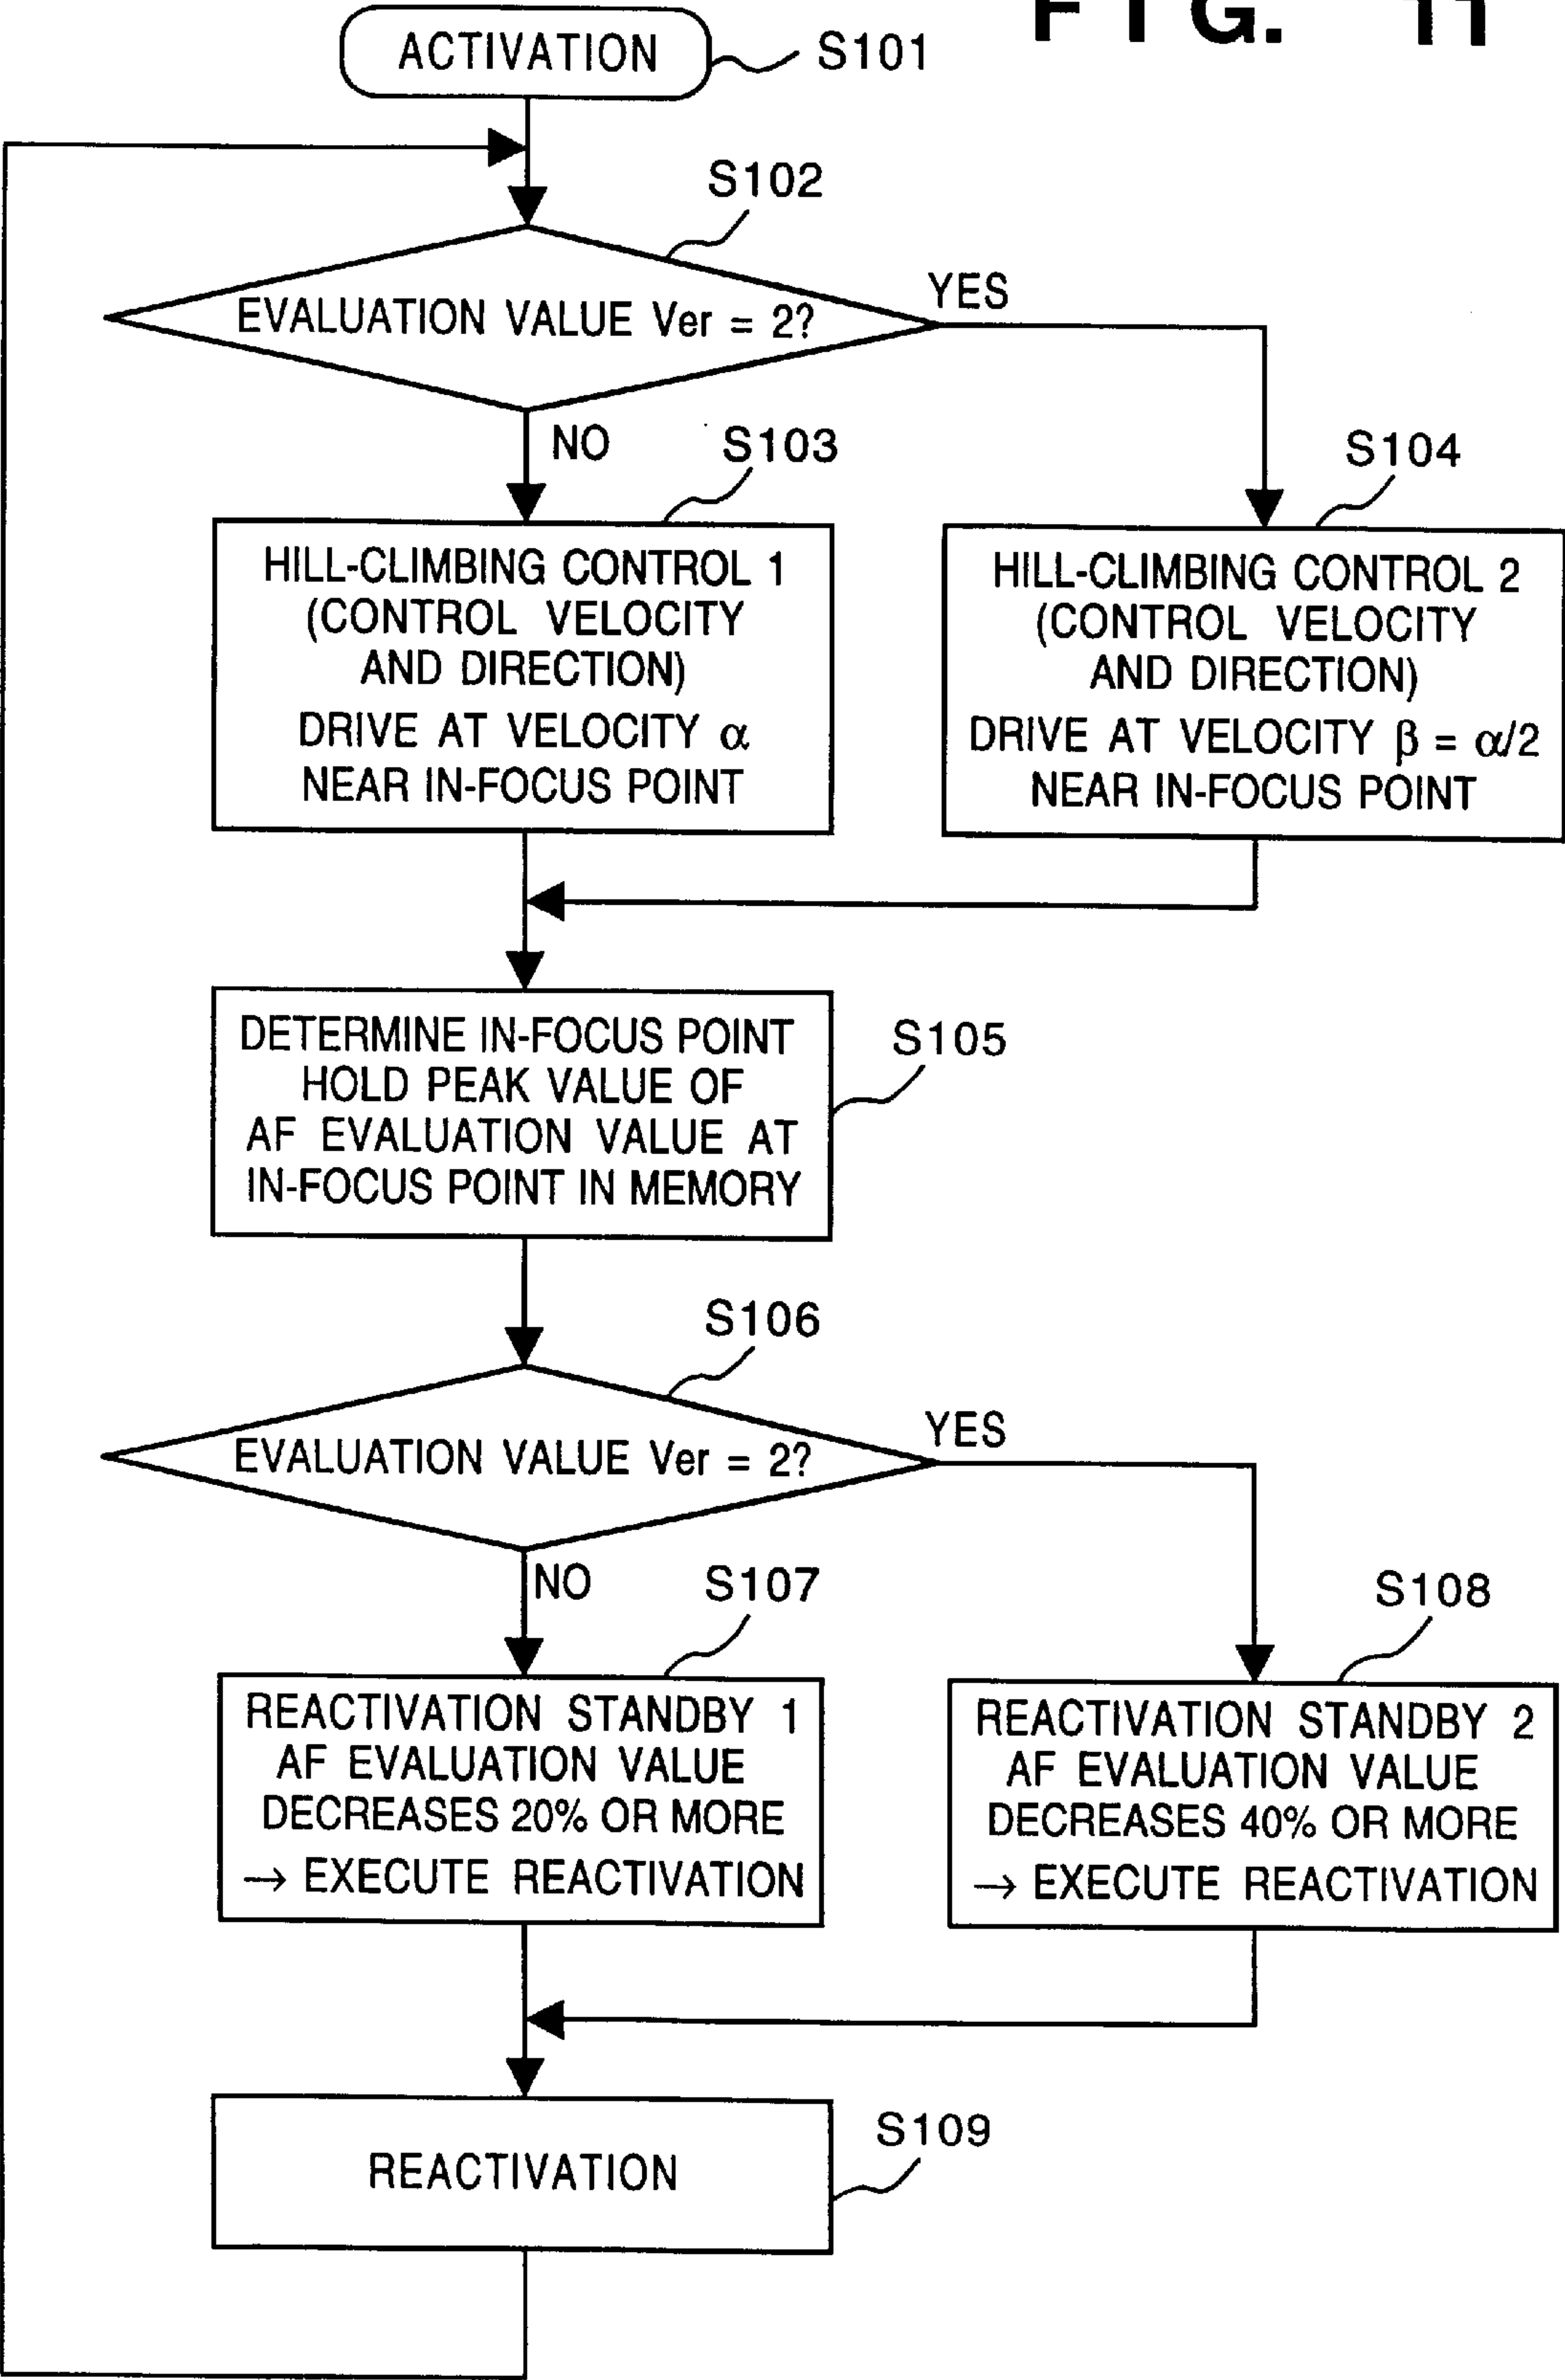 FIG. 11
ACTIVATION
S101
S102
EVALUATION VALUE Ver = 2?
YES
NO
S103
S104
HILL-CLIMBING CONTROL 1
(CONTROL VELOCITY
AND DIRECTION)
DRIVE AT VELOCITY α
NEAR IN-FOCUS POINT
HILL-CLIMBING CONTROL 2
(CONTROL VELOCITY
AND DIRECTION)
DRIVE AT VELOCITY β = α/2
NEAR IN-FOCUS POINT
DETERMINE IN-FOCUS POINT
HOLD PEAK VALUE OF
AF EVALUATION VALUE AT
IN-FOCUS POINT IN MEMORY
S105
S106
EVALUATION VALUE Ver = 2?
YES
NO
S107
S108
REACTIVATION STANDBY 1
AF EVALUATION VALUE
DECREASES 20% OR MORE
→ EXECUTE REACTIVATION
REACTIVATION STANDBY 2
AF EVALUATION VALUE
DECREASES 40% OR MORE
→ EXECUTE REACTIVATION
REACTIVATION
S109